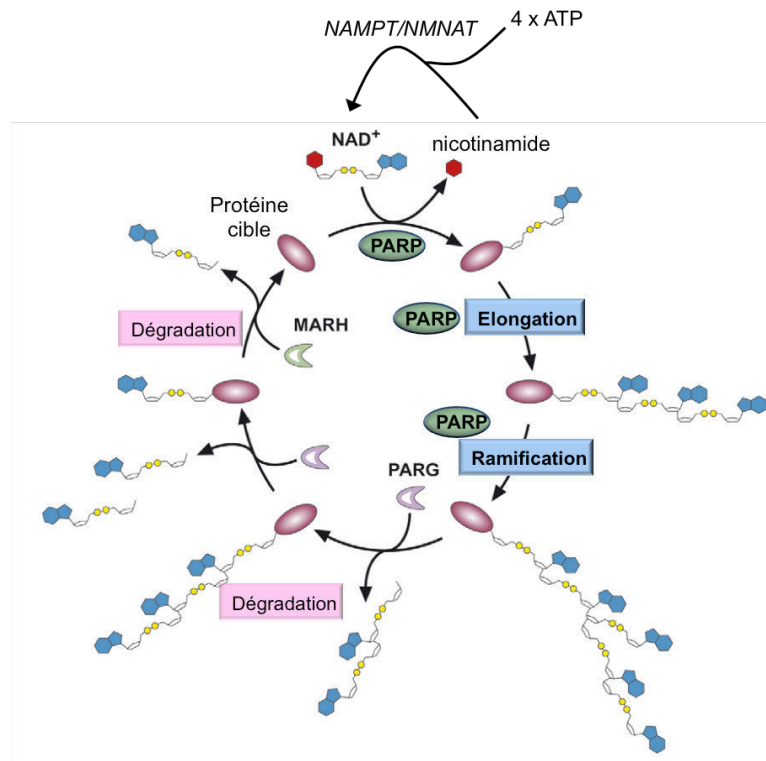 NAMPT/NMNAT
4 x ATP
NAD+
nicotinamide
Protéine
cible
PARP
PARP
Elongation
Dégradation
MARH
PARP
Ramification
PARG
Dégradation